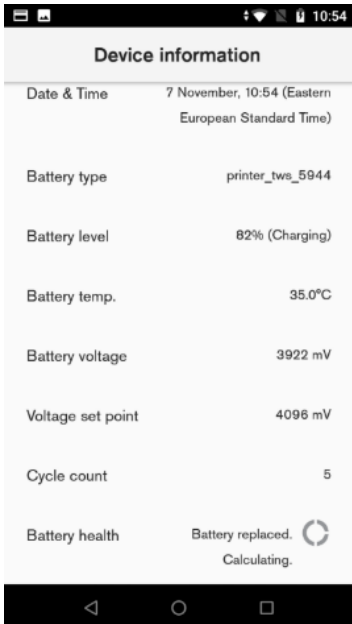 10:54
Device information
Date & Time 7 November, 10:54 (Eastern
European Standard Time)
Battery type printer_tws_5944
Battery level 82% (Charging)
Battery temp. 35.0°C
Battery voltage 3922 mV
Voltage set point 4096 mV
Cycle count 5
Battery health Battery replaced.
Calculating.